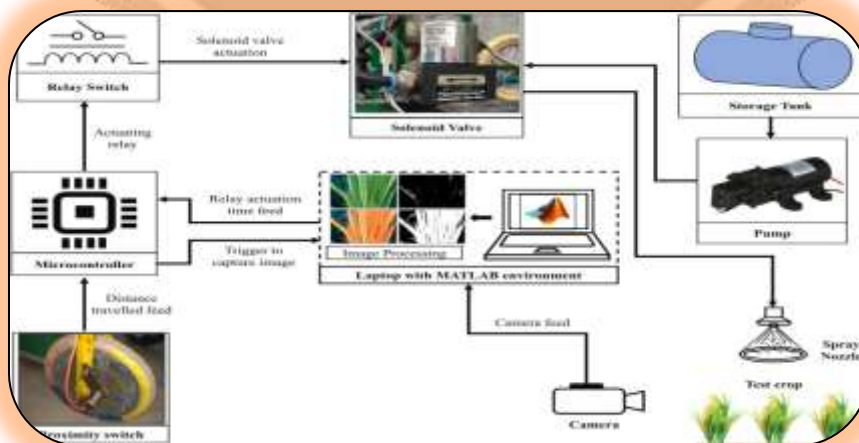 Solenoid valve
actuation
Relay Switch
Solenoid Valve
Storage Tank
Actuating
relay
Relay actuation
time feed
Pump
Microcontroller
Trigger to
capture image
Image Processing
Laptop with MATLAB environment
Distance
travelled feed
Camera feed
Spray
Nozzle
Test crop
Camera
Proximity switch